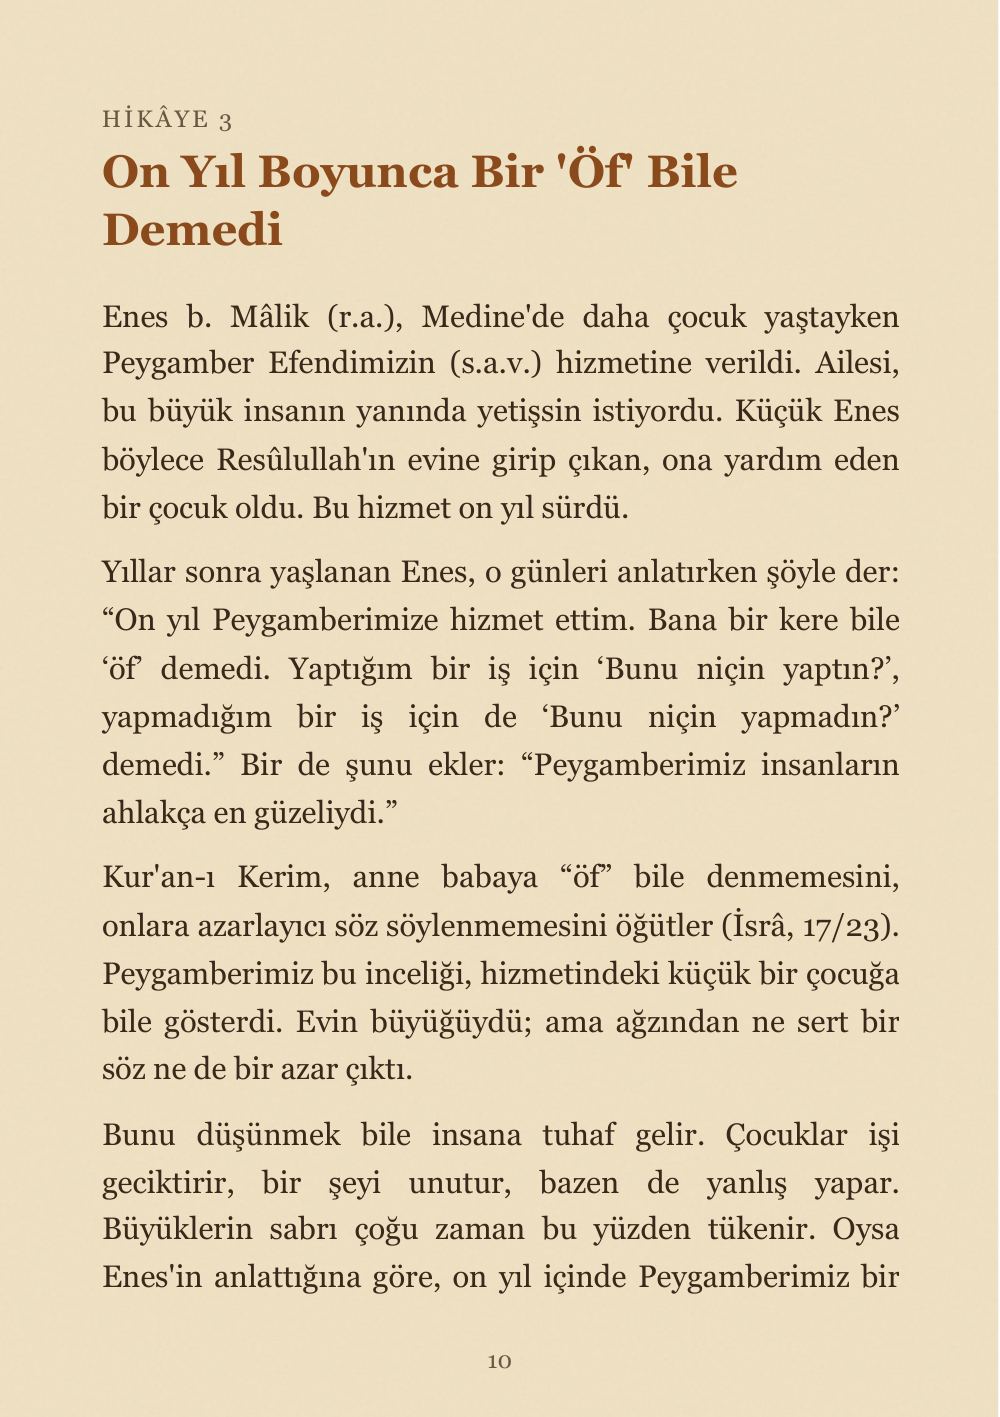 HİKÂYE 3
On Yıl Boyunca Bir 'Öf' Bile
Demedi
Enes b. Mâlik (r.a.), Medine'de daha çocuk yaştayken
Peygamber Efendimizin (s.a.v.) hizmetine verildi. Ailesi,
bu büyük insanın yanında yetişsin istiyordu. Küçük Enes
böylece Resûlullah'ın evine girip çıkan, ona yardım eden
bir çocuk oldu. Bu hizmet on yıl sürdü.
Yıllar sonra yaşlanan Enes, o günleri anlatırken şöyle der:
“On yıl Peygamberimize hizmet ettim. Bana bir kere bile
‘öf’ demedi. Yaptığım bir iş için ‘Bunu niçin yaptın?’,
yapmadığım bir iş için de ‘Bunu niçin yapmadın?’
demedi.” Bir de şunu ekler: “Peygamberimiz insanların
ahlakça en güzeliydi.”
Kur'an-ı Kerim, anne babaya “öf” bile denmemesini,
onlara azarlayıcı söz söylenmemesini öğütler (İsrâ, 17/23).
Peygamberimiz bu inceliği, hizmetindeki küçük bir çocuğa
bile gösterdi. Evin büyüğüydü; ama ağzından ne sert bir
söz ne de bir azar çıktı.
Bunu düşünmek bile insana tuhaf gelir. Çocuklar işi
geciktirir, bir şeyi unutur, bazen de yanlış yapar.
Büyüklerin sabrı çoğu zaman bu yüzden tükenir. Oysa
Enes'in anlattığına göre, on yıl içinde Peygamberimiz bir
10